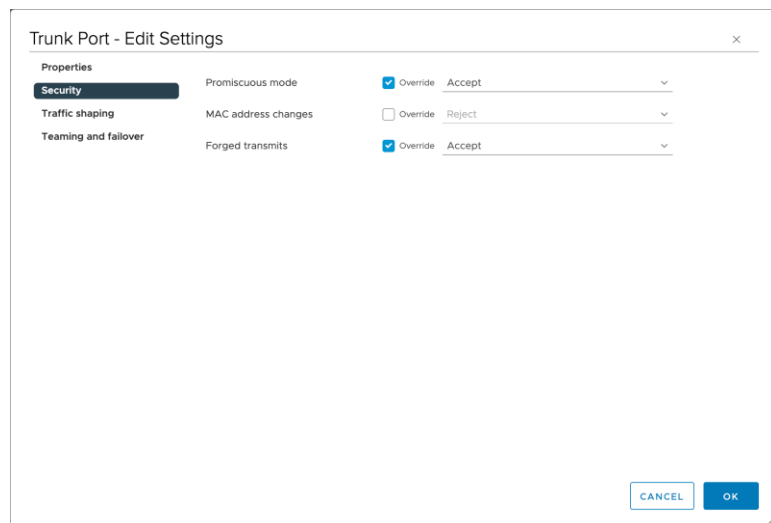 Trunk Port - Edit Settings
Properties
Security
Traffic shaping
Teaming and failover
Promiscuous mode Override Accept
MAC address changes Override Reject
Forged transmits Override Accept
CANCEL OK